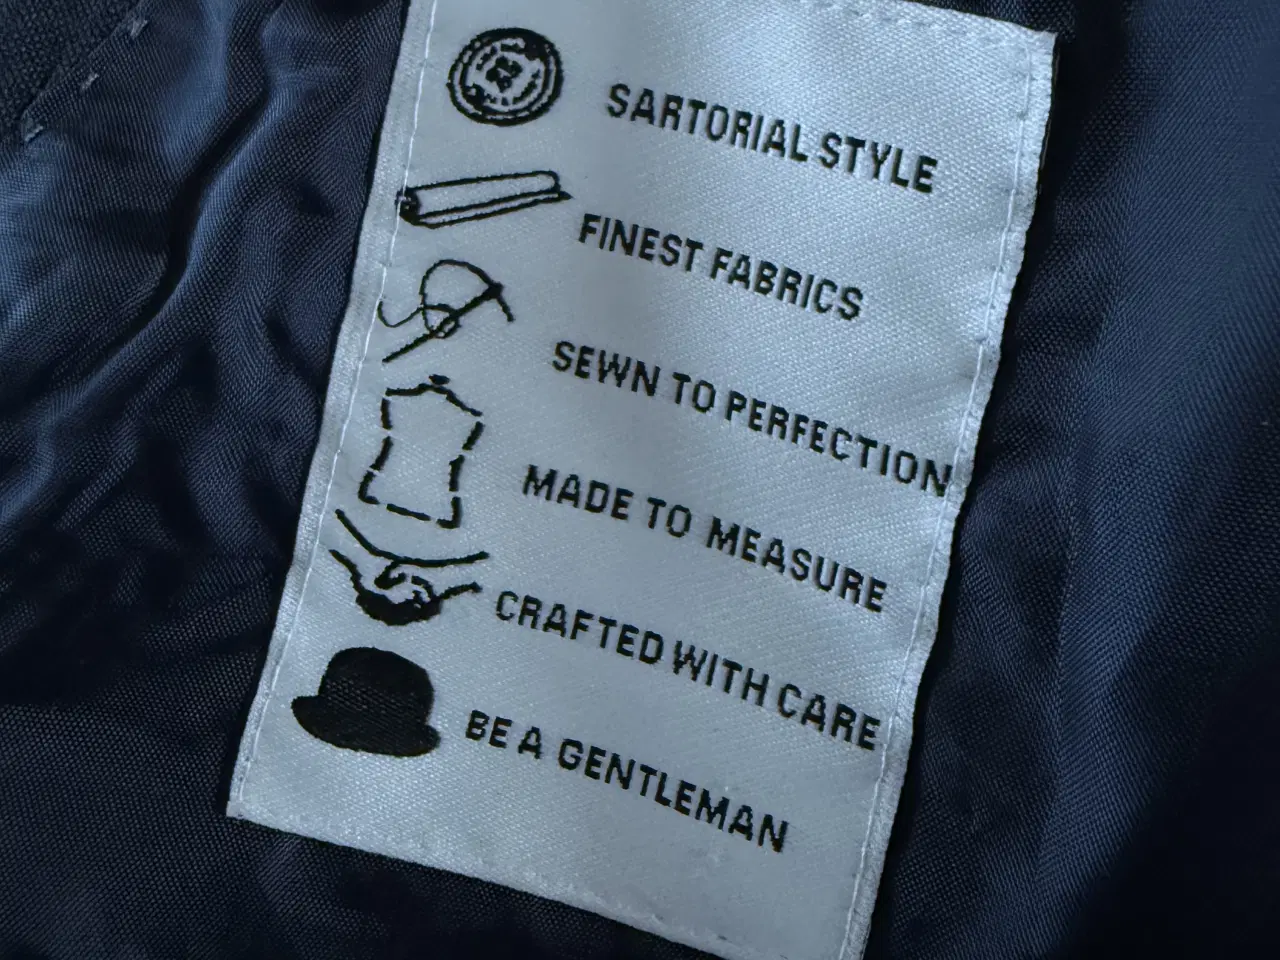 SARTORIAL STYLE
FINEST FABRICS
SEWN TO PERFECTION
MADE TO MEASURE
CRAFTED WITH CARE
BE A GENTLEMAN